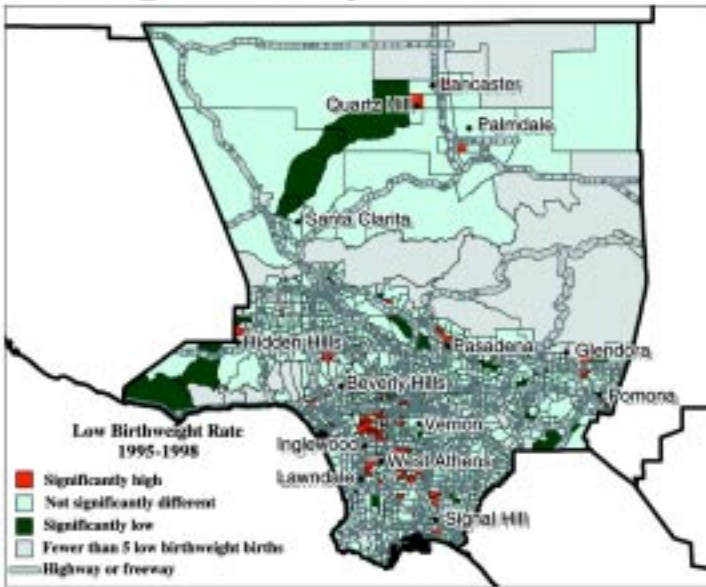 Lancaster
Quartz Hill
Palmdale
Santa Clarita
Hidden Hills
Pasadena
Glendora
Beverly Hills
Pomona
Vernon
Inglewood
West Athens
Lawndale
Signal Hill
Low Birthweight Rate
1995-1998
Significantly high
Not significantly different
Significantly low
Fewer than 5 low birthweight births
Highway or freeway